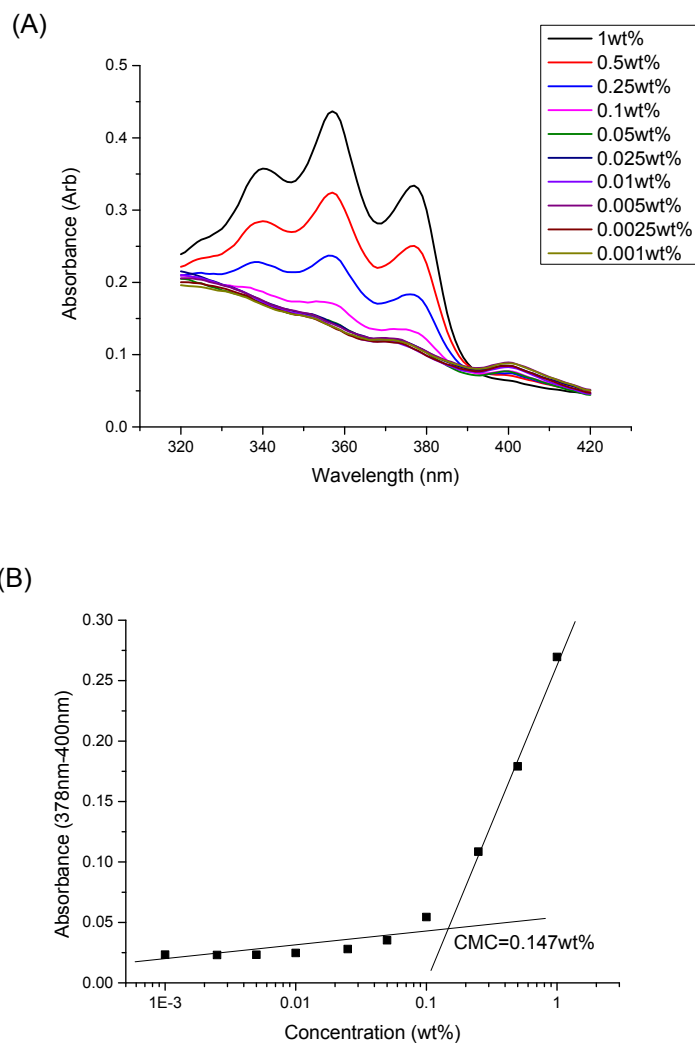 (A)
1wt%
0.5wt%
0.25wt%
0.1wt%
0.05wt%
0.025wt%
0.01wt%
0.005wt%
0.0025wt%
0.001wt%
0.5
0.4
0.3
0.2
0.1
0.0
Absorbance (Arb)
320 340 360 380 400 420
Wavelength (nm)
(B)
0.30
0.25
0.20
0.15
0.10
0.05
0.00
Absorbance (378nm-400nm)
CMC=0.147wt%
1E-3 0.01 0.1 1
Concentration (wt%)